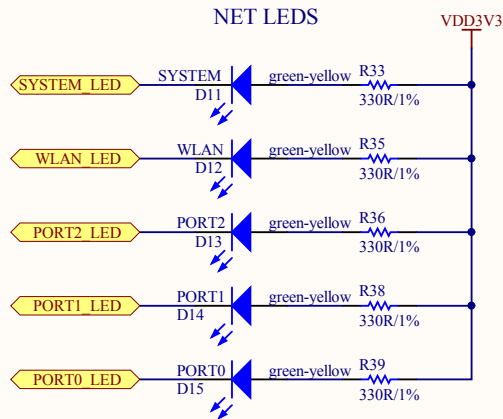 NET LEDS
VDD3V3
SYSTEM_LED
SYSTEM
D11
green-yellow
R33
330R/1%
WLAN_LED
WLAN
D12
green-yellow
R35
330R/1%
PORT2_LED
PORT2
D13
green-yellow
R36
330R/1%
PORT1_LED
PORT1
D14
green-yellow
R38
330R/1%
PORT0_LED
PORT0
D15
green-yellow
R39
330R/1%